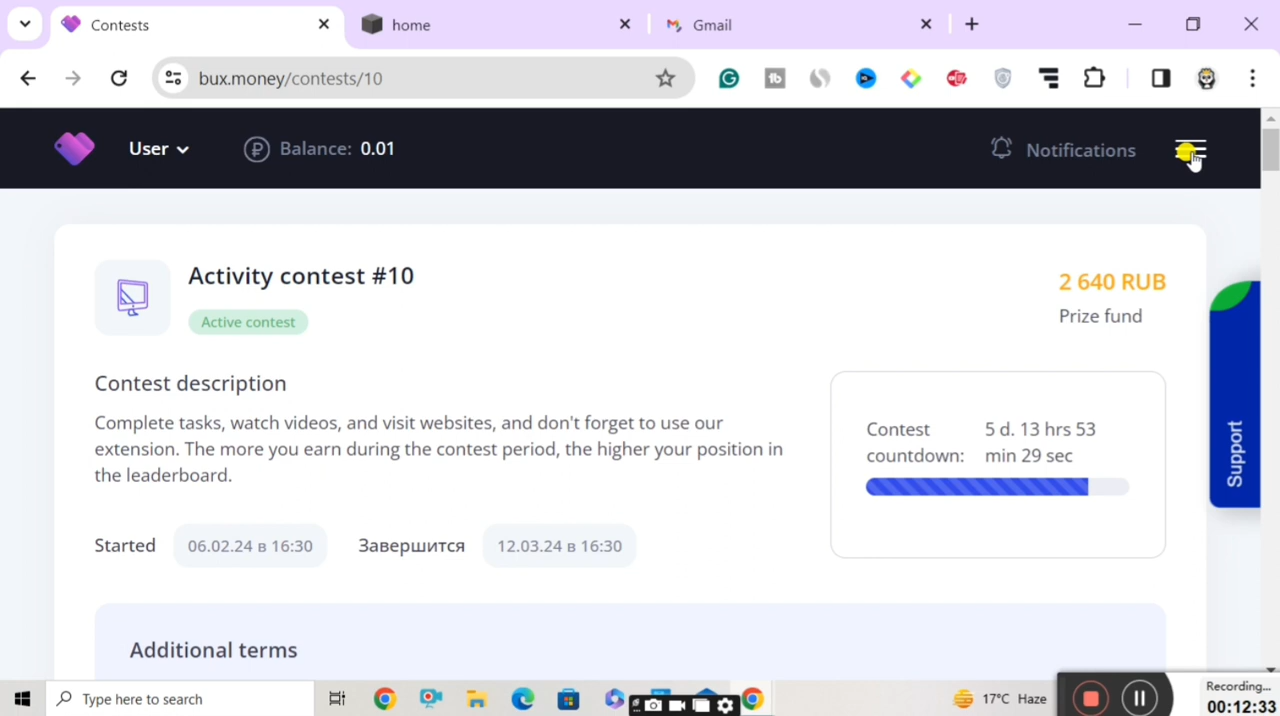 Contests
home
Gmail
bux.money/contests/10
User
Balance: 0.01
Notifications
Activity contest #10
Active contest
2 640 RUB
Prize fund
Contest description
Complete tasks, watch videos, and visit websites, and don't forget to use our
extension. The more you earn during the contest period, the higher your position in
the leaderboard.
Contest countdown:
5 d. 13 hrs 53
min 29 sec
Started
06.02.24 в 16:30
Завершится
12.03.24 в 16:30
Support
Additional terms
Type here to search
17°C Haze
Recording...
00:12:33